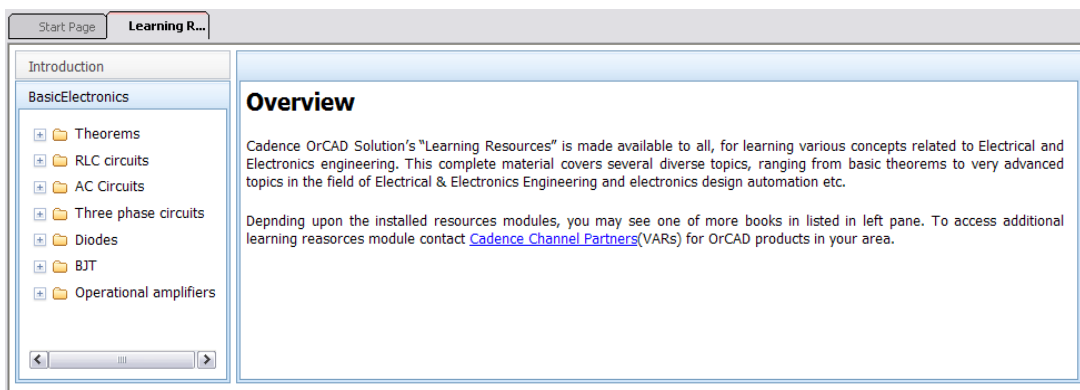 Start Page
Learning R...
Introduction
BasicElectronics
Theorems
RLC circuits
AC Circuits
Three phase circuits
Diodes
BJT
Operational amplifiers
Overview
Cadence OrCAD Solution’s “Learning Resources” is made available to all, for learning various concepts related to Electrical and
Electronics engineering. This complete material covers several diverse topics, ranging from basic theorems to very advanced
topics in the field of Electrical & Electronics Engineering and electronics design automation etc.
Depnding upon the installed resources modules, you may see one of more books in listed in left pane. To access additional
learning reasorces module contact Cadence Channel Partners(VARs) for OrCAD products in your area.